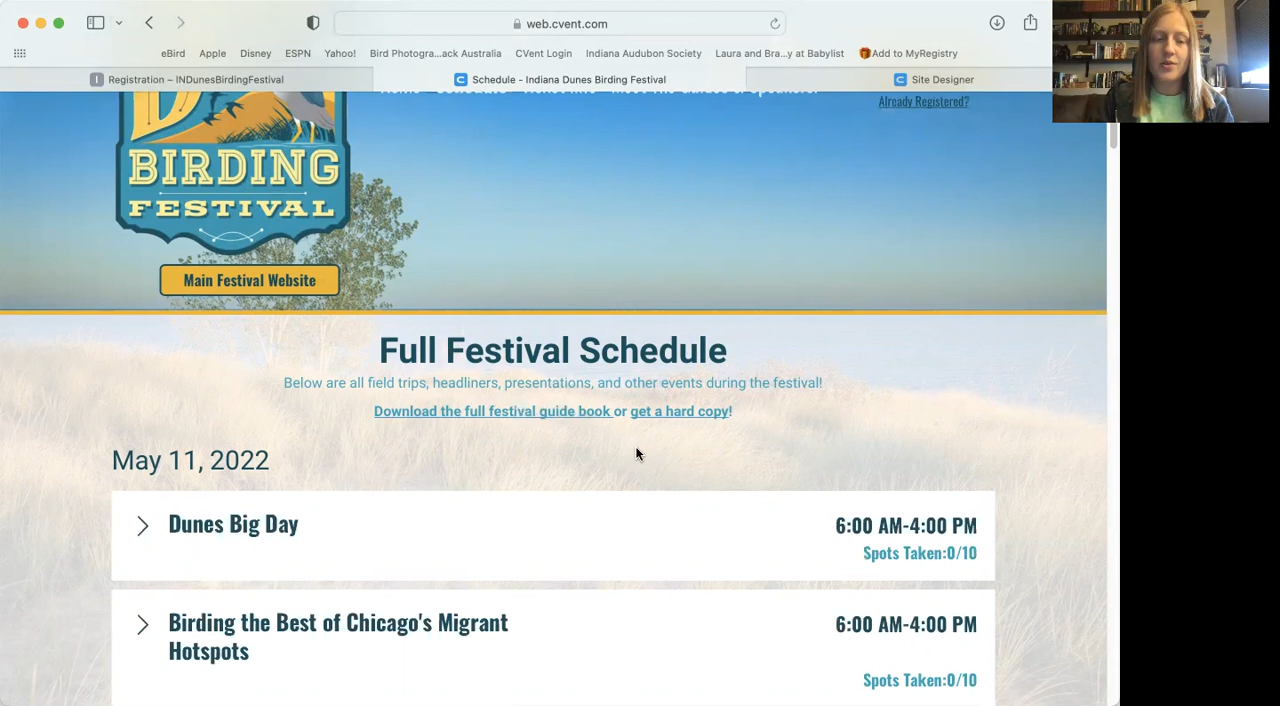 web.cvent.com
eBird Apple Disney ESPN Yahoo! Bird Photogra...ack Australia CVent Login Indiana Audubon Society Laura and Bra...y at Babylist Add to MyRegistry
Registration – INDunesBirdingFestival Schedule - Indiana Dunes Birding Festival Site Designer
Already Registered?
BIRDING
FESTIVAL
Main Festival Website
Full Festival Schedule
Below are all field trips, headliners, presentations, and other events during the festival!
Download the full festival guide book or get a hard copy!
May 11, 2022
Dunes Big Day 6:00 AM-4:00 PM
Spots Taken:0/10
Birding the Best of Chicago's Migrant 6:00 AM-4:00 PM
Hotspots
Spots Taken:0/10